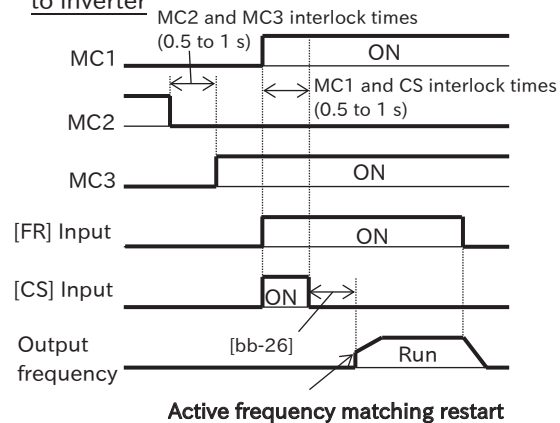 to Inverter
MC2 and MC3 interlock times
(0.5 to 1 s)
MC1
ON
MC1 and CS interlock times
(0.5 to 1 s)
MC2
MC3
ON
[FR] Input
ON
[CS] Input
ON
[bb-26]
Output
frequency
Run
Active frequency matching restart